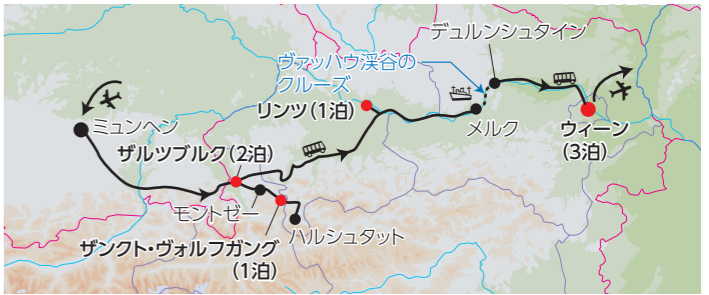 デュルンシュタイン
ヴァッハウ渓谷の
クルーズ
リンツ(1泊)
ミュンヘン
メルク
ウィーン
(3泊)
ザルツブルク(2泊)
モントゼー
ハルシュタット
ザンクト・ヴォルフガング
(1泊)